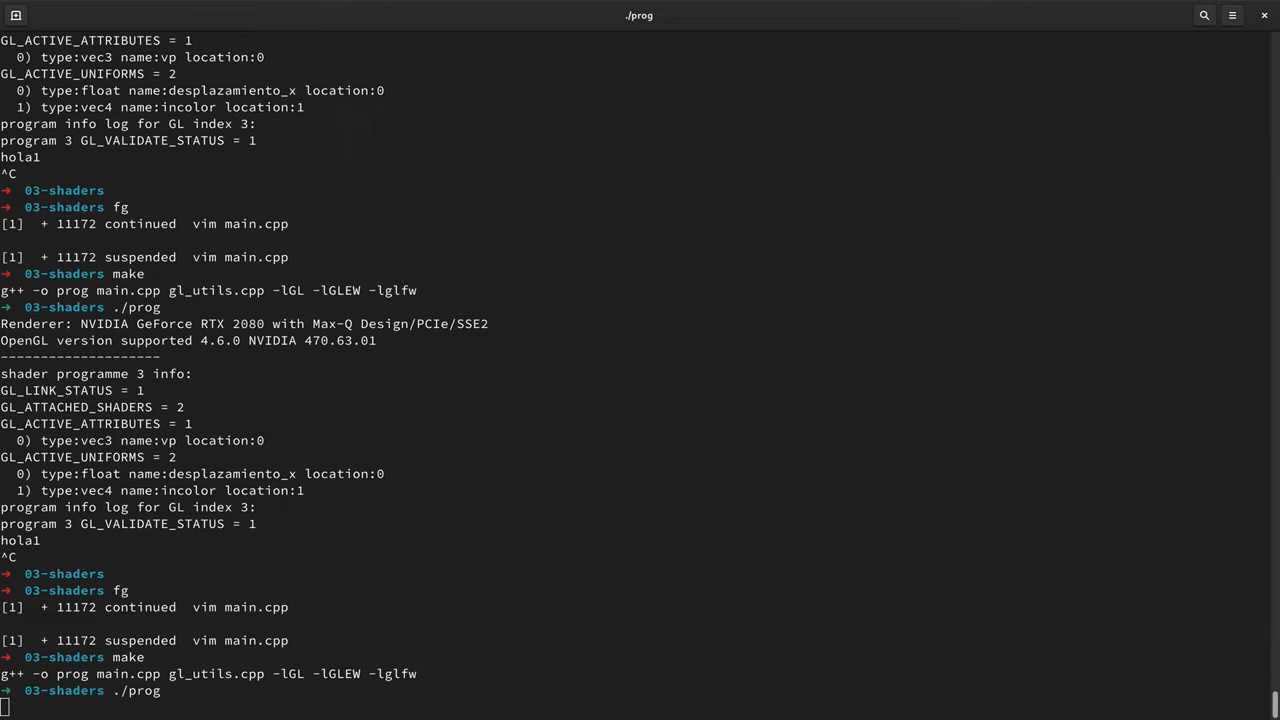 ./prog
GL_ACTIVE_ATTRIBUTES = 1
  0) type:vec3 name:vp location:0
GL_ACTIVE_UNIFORMS = 2
  0) type:float name:desplazamiento_x location:0
  1) type:vec4 name:incolor location:1
program info log for GL index 3:
program 3 GL_VALIDATE_STATUS = 1
hola1
^C
➜  03-shaders
➜  03-shaders fg
[1]  + 11172 continued  vim main.cpp
[1]  + 11172 suspended  vim main.cpp
➜  03-shaders make
g++ -o prog main.cpp gl_utils.cpp -lGL -lGLEW -lglfw
➜  03-shaders ./prog
Renderer: NVIDIA GeForce RTX 2080 with Max-Q Design/PCIe/SSE2
OpenGL version supported 4.6.0 NVIDIA 470.63.01
--------------------
shader programme 3 info:
GL_LINK_STATUS = 1
GL_ATTACHED_SHADERS = 2
GL_ACTIVE_ATTRIBUTES = 1
  0) type:vec3 name:vp location:0
GL_ACTIVE_UNIFORMS = 2
  0) type:float name:desplazamiento_x location:0
  1) type:vec4 name:incolor location:1
program info log for GL index 3:
program 3 GL_VALIDATE_STATUS = 1
hola1
^C
➜  03-shaders
➜  03-shaders fg
[1]  + 11172 continued  vim main.cpp
[1]  + 11172 suspended  vim main.cpp
➜  03-shaders make
g++ -o prog main.cpp gl_utils.cpp -lGL -lGLEW -lglfw
➜  03-shaders ./prog